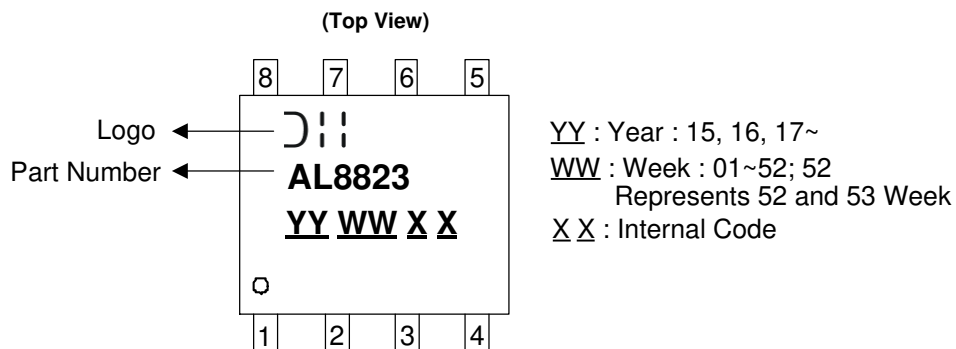 (Top View)
8 7 6 5
Logo
Part Number
AL8823
YY WW X X
1 2 3 4
YY : Year : 15, 16, 17~
WW : Week : 01~52; 52
Represents 52 and 53 Week
X X : Internal Code